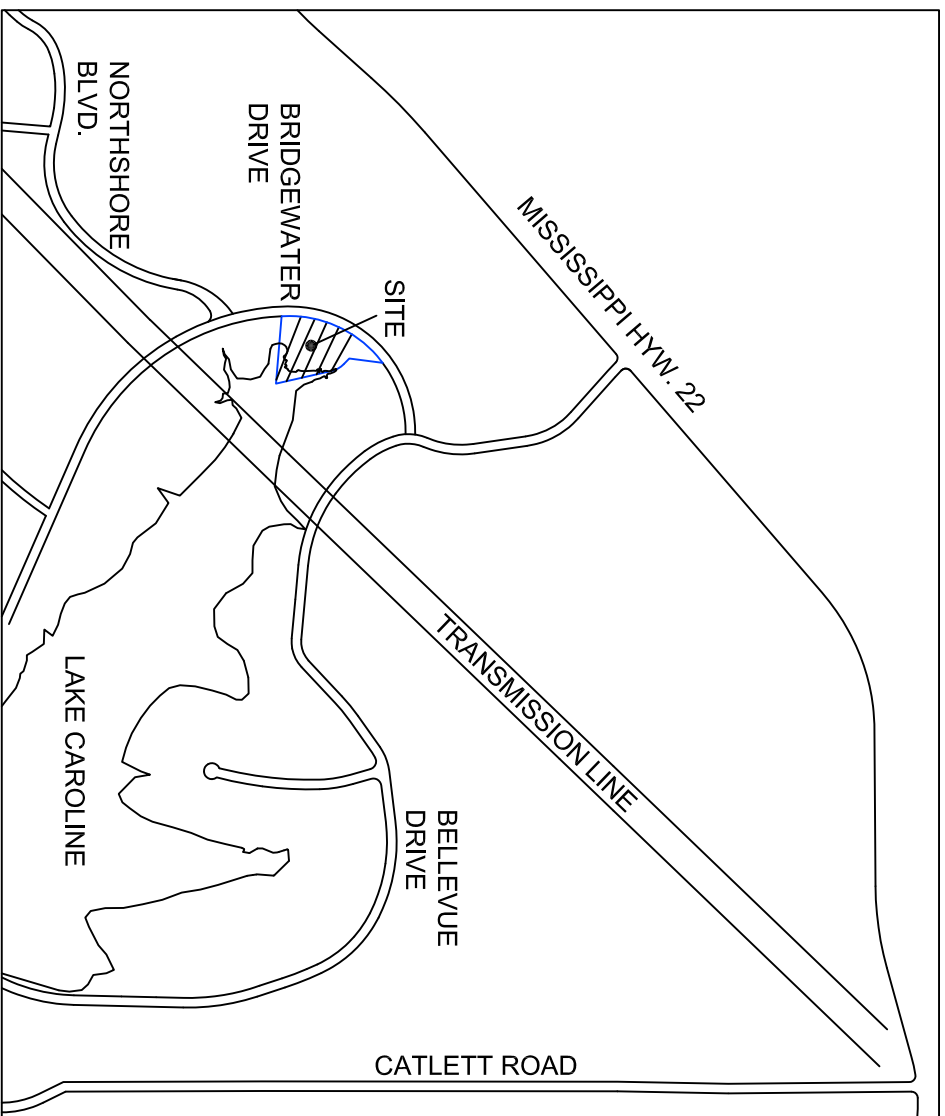 MISSISSIPPI HYW. 22
NORTHSHORE
BLVD.
BRIDGEWATER
DRIVE
SITE
TRANSMISSION LINE
LAKE CAROLINE
BELLEVUE
DRIVE
CATLETT ROAD